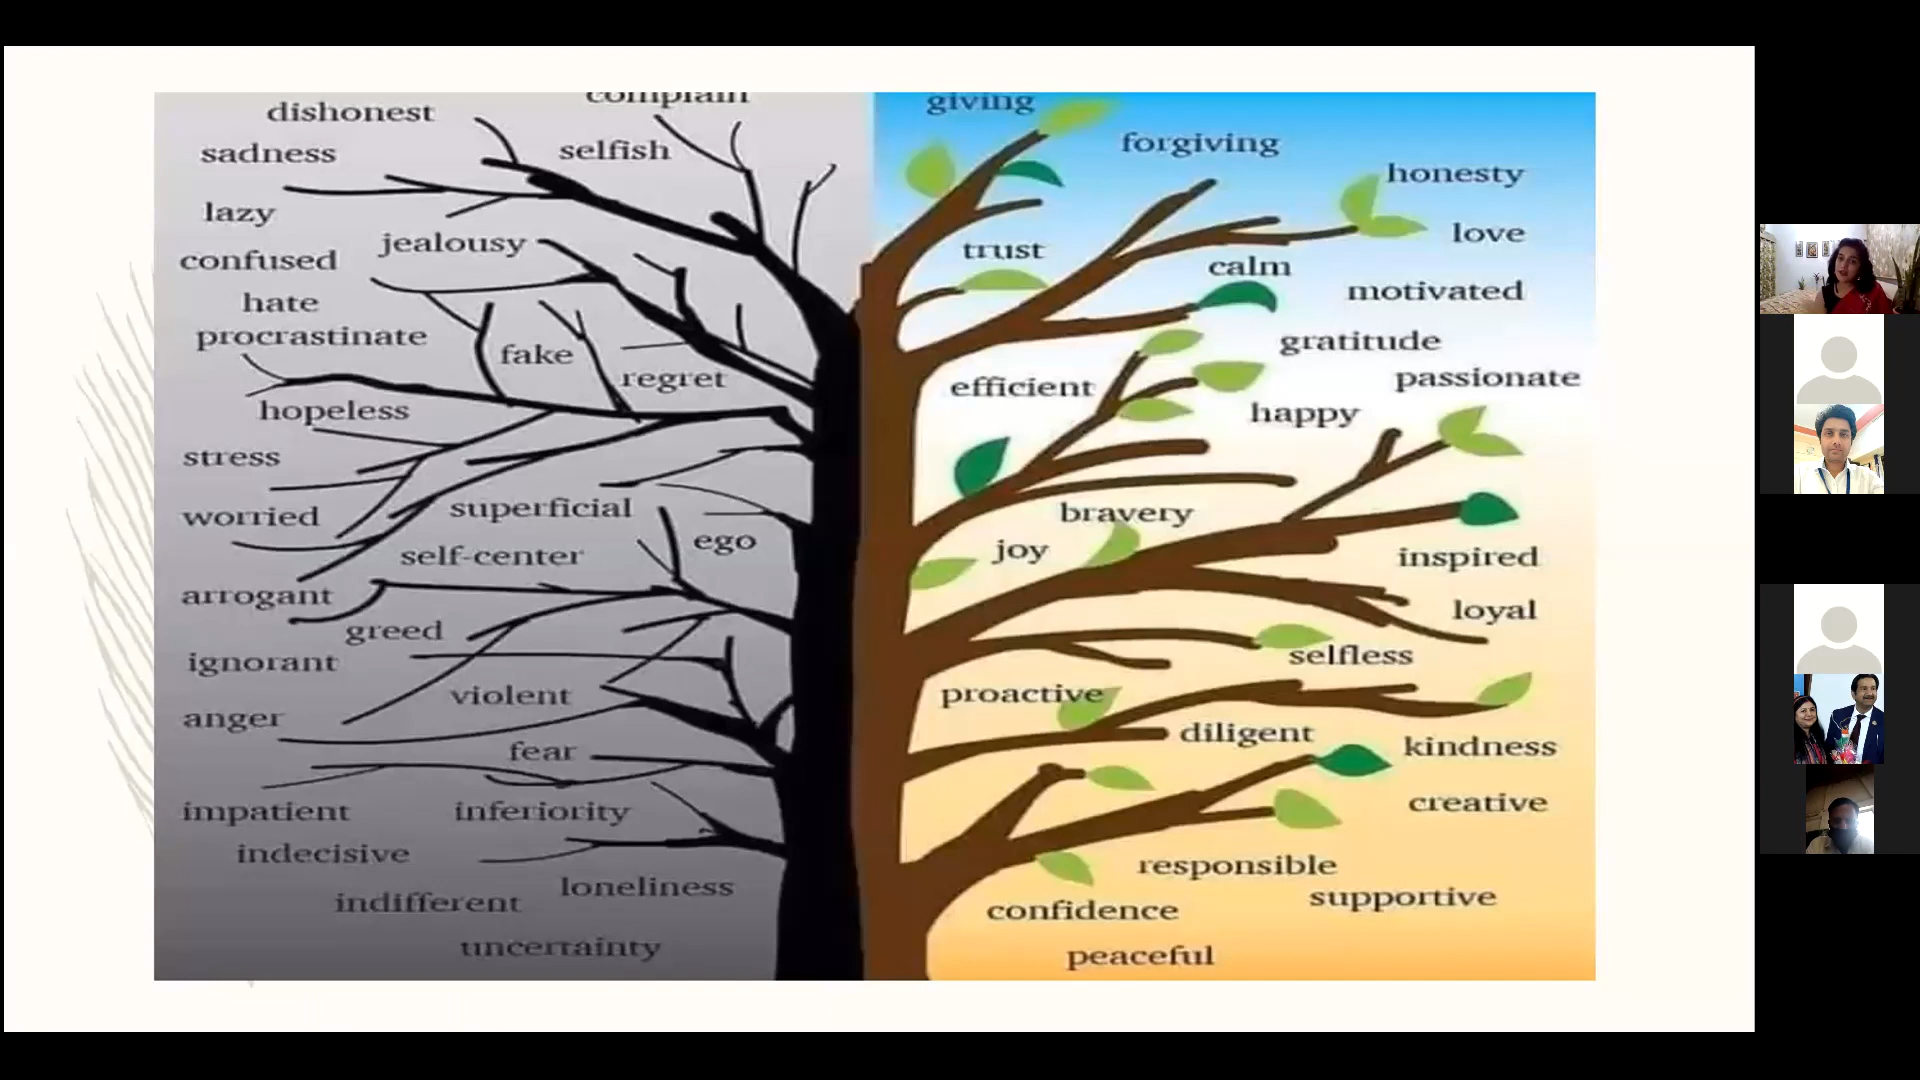 complain
dishonest
selfish
sadness
lazy
jealousy
confused
hate
procrastinate
fake
regret
hopeless
stress
superficial
worried
ego
self-center
arrogant
greed
ignorant
violent
anger
fear
impatient
inferiority
indecisive
loneliness
indifferent
uncertainty
giving
forgiving
honesty
love
trust
calm
motivated
gratitude
passionate
efficient
happy
bravery
joy
inspired
loyal
selfless
proactive
diligent
kindness
creative
responsible
supportive
confidence
peaceful